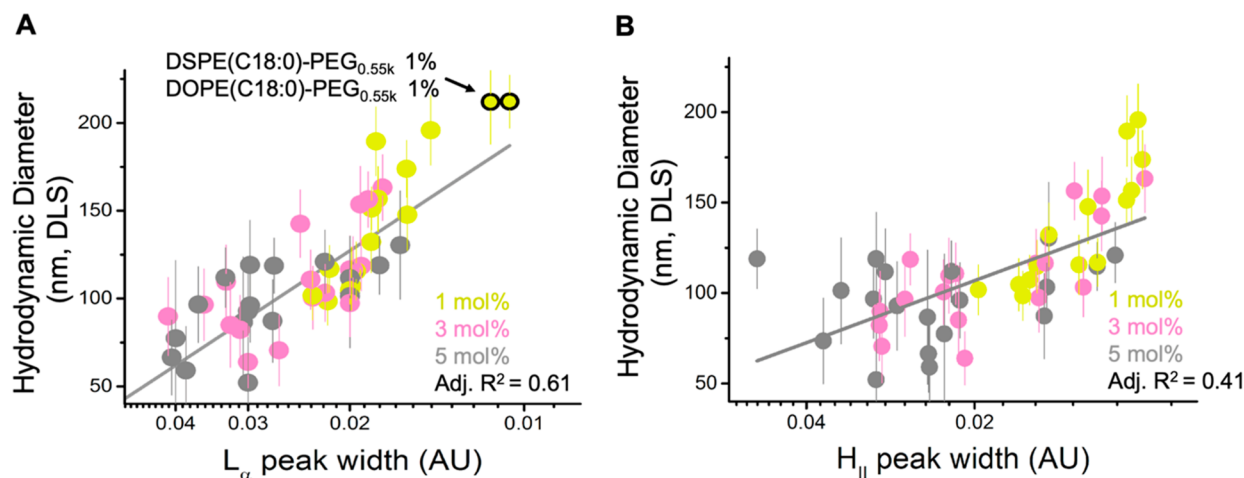 A
DSPE(C18:0)-PEG0.55k 1%
DOPE(C18:0)-PEG0.55k 1%
Hydrodynamic Diameter
(nm, DLS)
200
150
100
50
1 mol%
3 mol%
5 mol%
Adj. R² = 0.61
0.04
0.03
0.02
0.01
Lα peak width (AU)
B
Hydrodynamic Diameter
(nm, DLS)
200
150
100
50
1 mol%
3 mol%
5 mol%
Adj. R² = 0.41
0.04
0.02
HII peak width (AU)